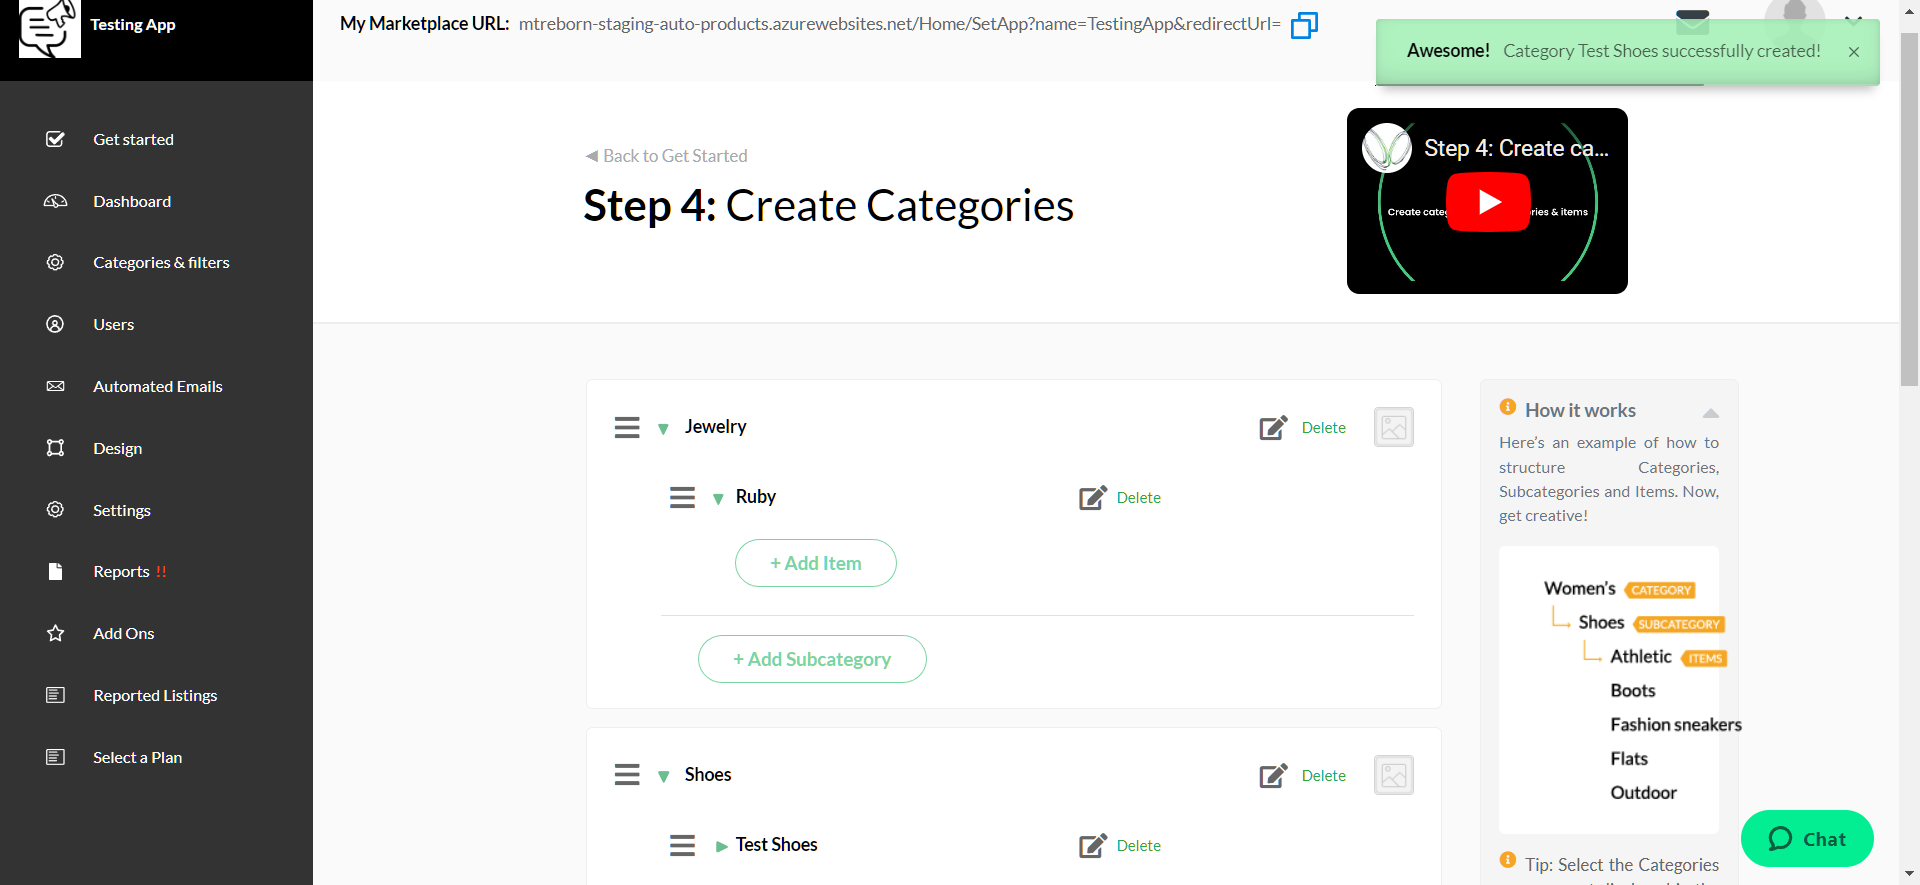 Testing App
My Marketplace URL: mtreborn-staging-auto-products.azurewebsites.net/Home/SetApp?name=TestingApp&redirectUrl=
Awesome! Category Test Shoes successfully created! ×
Get started
Dashboard
Categories & filters
Users
Automated Emails
Design
Settings
Reports !!
Add Ons
Reported Listings
Select a Plan
◀ Back to Get Started
Step 4: Create Categories
Step 4: Create ca...
Jewelry
Delete
Ruby
Delete
+ Add Item
+ Add Subcategory
Shoes
Delete
Test Shoes
Delete
How it works
Here's an example of how to
structure Categories,
Subcategories and Items. Now,
get creative!
Women's CATEGORY
Shoes SUBCATEGORY
Athletic ITEMS
Boots
Fashion sneakers
Flats
Outdoor
Tip: Select the Categories
Chat